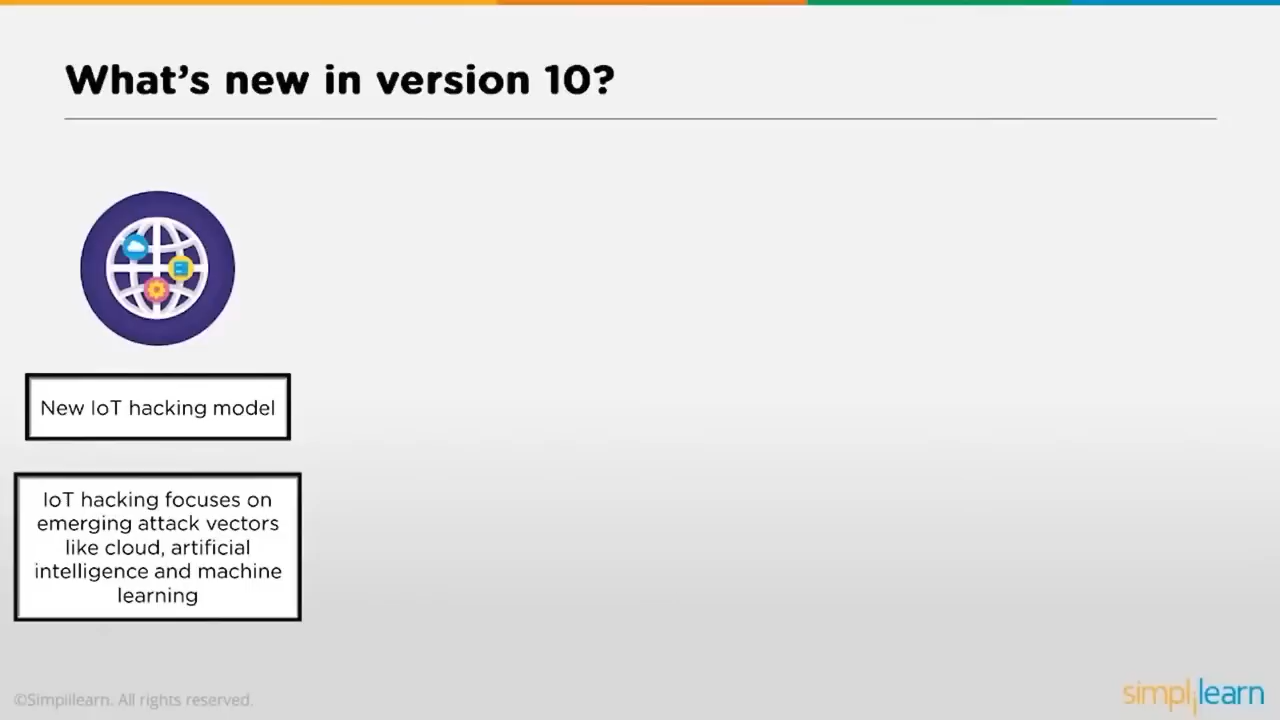 What's new in version 10?
New IoT hacking model
IoT hacking focuses on
emerging attack vectors
like cloud, artificial
intelligence and machine
learning
©Simplilearn. All rights reserved.
simplilearn